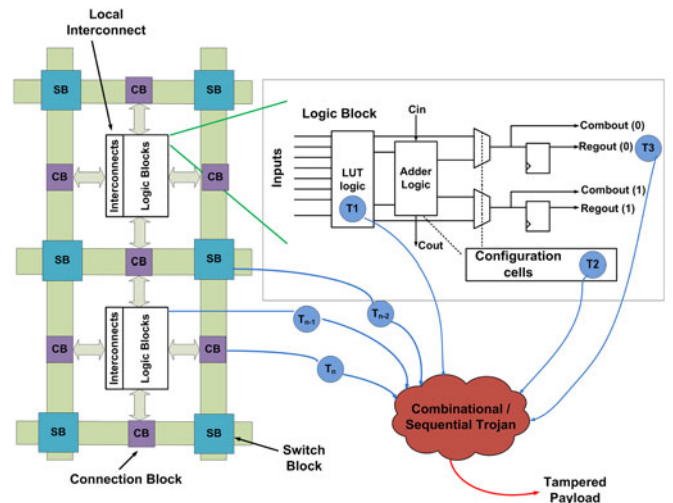 Local
Interconnect
SB
CB
SB
Interconnects
Logic Blocks
CB
CB
SB
CB
SB
Interconnects
Logic Blocks
CB
CB
SB
CB
SB
Connection Block
Switch
Block
Logic Block
Cin
Inputs
LUT
logic
T1
Adder
Logic
Cout
Combout (0)
Regout (0)
T3
Combout (1)
Regout (1)
Configuration
cells
T2
Tn-2
Tn-1
Tn
Combinational /
Sequential Trojan
Tampered
Payload